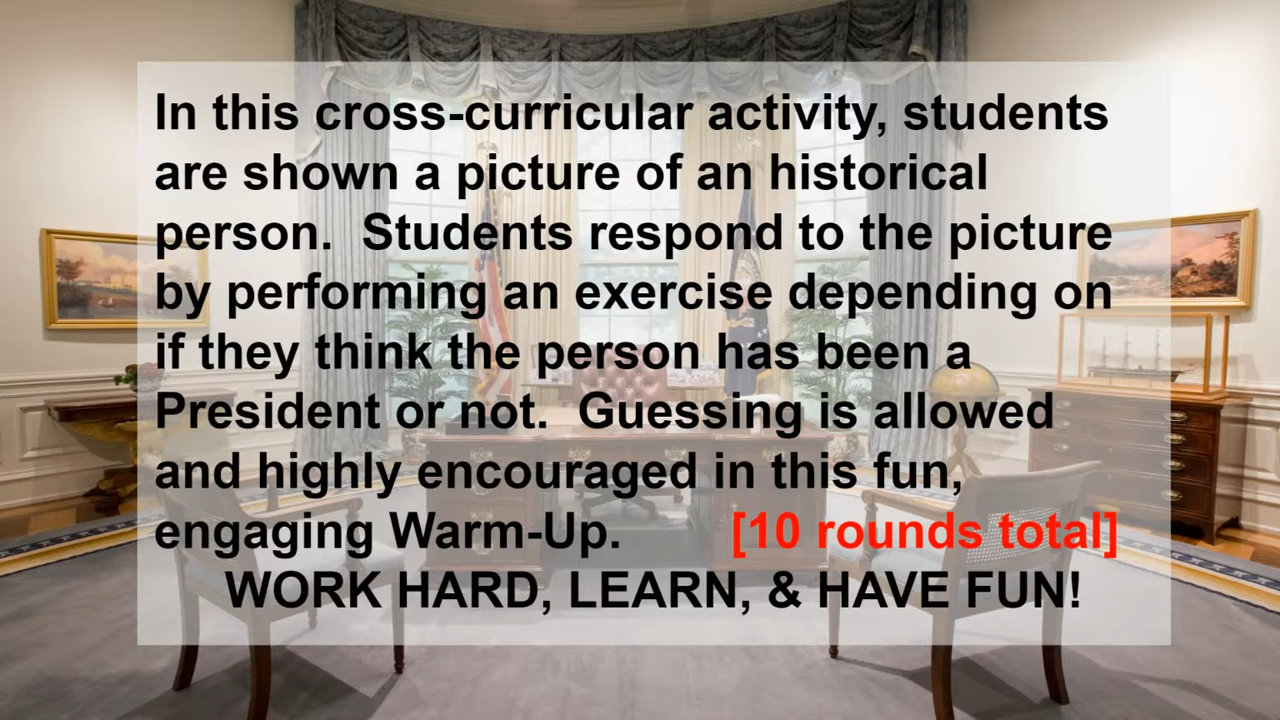 In this cross-curricular activity, students
are shown a picture of an historical
person.  Students respond to the picture
by performing an exercise depending on
if they think the person has been a
President or not.  Guessing is allowed
and highly encouraged in this fun,
engaging Warm-Up. [10 rounds total]
WORK HARD, LEARN, & HAVE FUN!